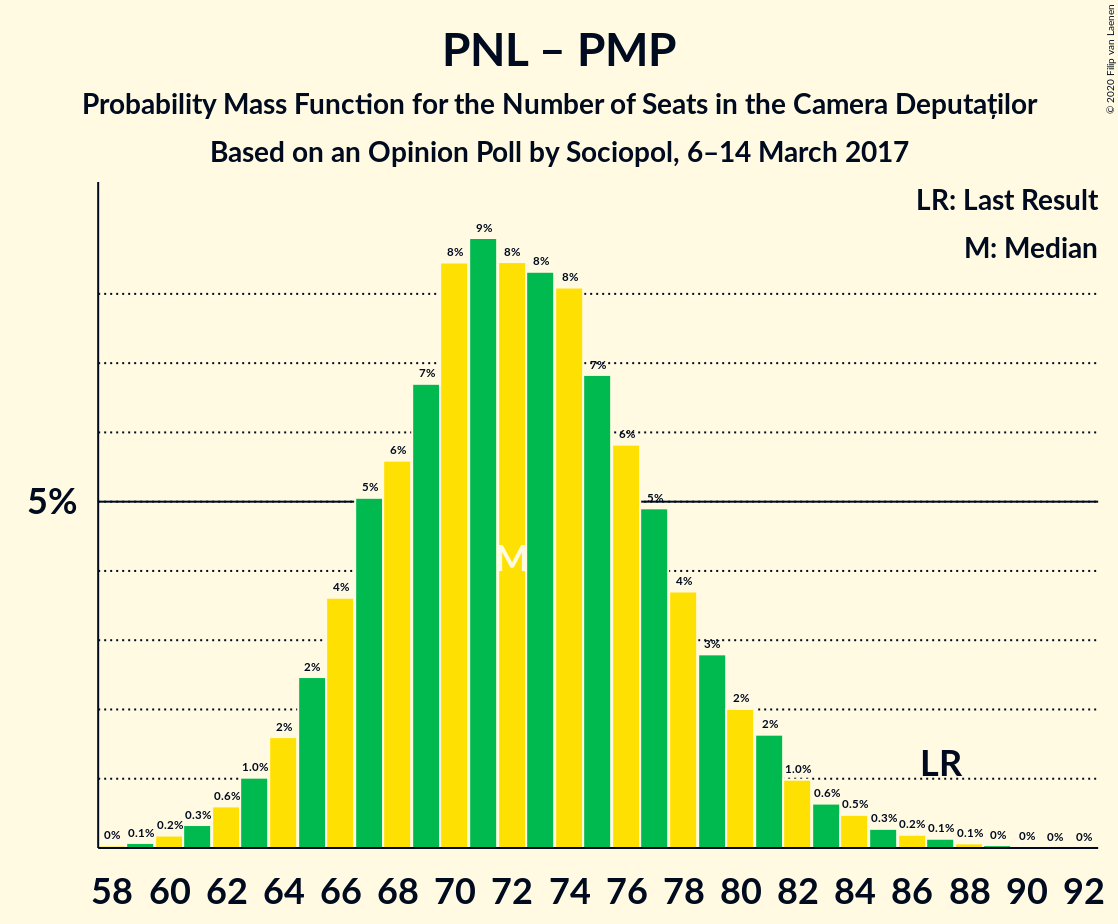 PNL – PMP
Probability Mass Function for the Number of Seats in the Camera Deputaților
Based on an Opinion Poll by Sociopol, 6–14 March 2017
© 2020 Filip van Laenen
LR: Last Result
M: Median
5%
0% 0.1% 0.2% 0.3% 0.6% 1.0% 2% 2% 4% 5% 6% 7% 8% 9% 8% 8% 8% 7% 6% 5% 4% 3% 2% 2% 1.0% 0.6% 0.5% 0.3% 0.2% 0.1% 0.1% 0% 0% 0% 0%
M
LR
58 60 62 64 66 68 70 72 74 76 78 80 82 84 86 88 90 92